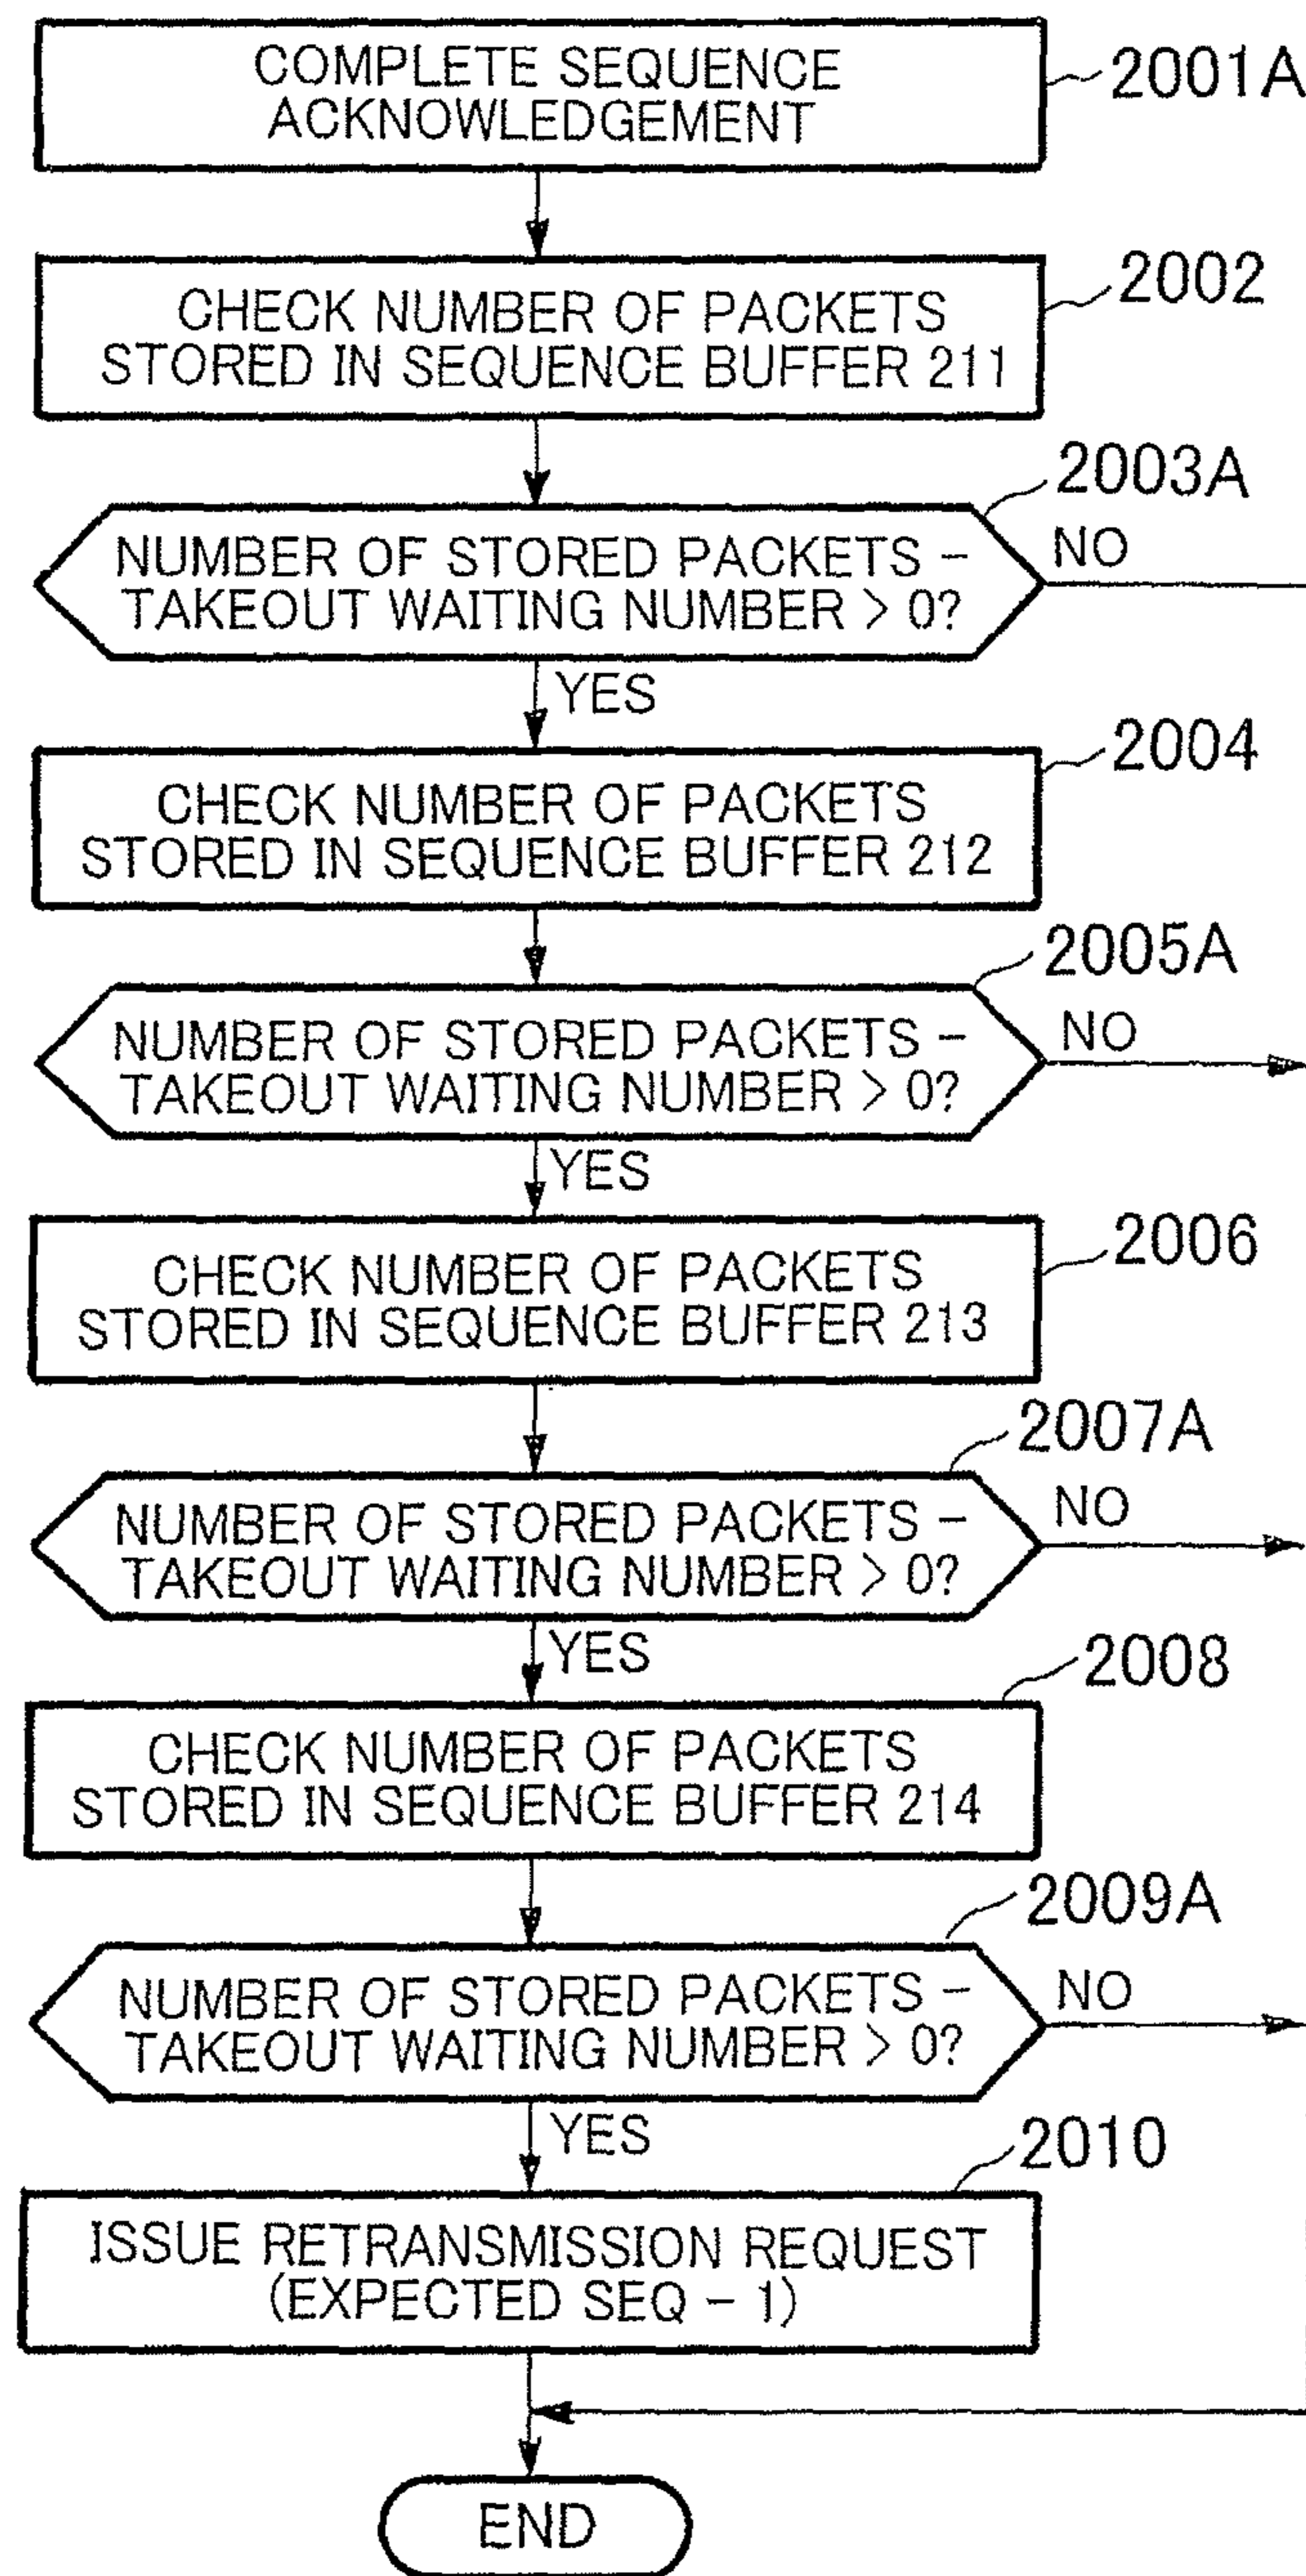 COMPLETE SEQUENCE
ACKNOWLEDGEMENT
2001A
2002
CHECK NUMBER OF PACKETS
STORED IN SEQUENCE BUFFER 211
2003A
NUMBER OF STORED PACKETS –
TAKEOUT WAITING NUMBER > 0?
NO
YES
2004
CHECK NUMBER OF PACKETS
STORED IN SEQUENCE BUFFER 212
2005A
NUMBER OF STORED PACKETS –
TAKEOUT WAITING NUMBER > 0?
NO
YES
2006
CHECK NUMBER OF PACKETS
STORED IN SEQUENCE BUFFER 213
2007A
NUMBER OF STORED PACKETS –
TAKEOUT WAITING NUMBER > 0?
NO
YES
2008
CHECK NUMBER OF PACKETS
STORED IN SEQUENCE BUFFER 214
2009A
NUMBER OF STORED PACKETS –
TAKEOUT WAITING NUMBER > 0?
NO
YES
2010
ISSUE RETRANSMISSION REQUEST
(EXPECTED SEQ – 1)
END